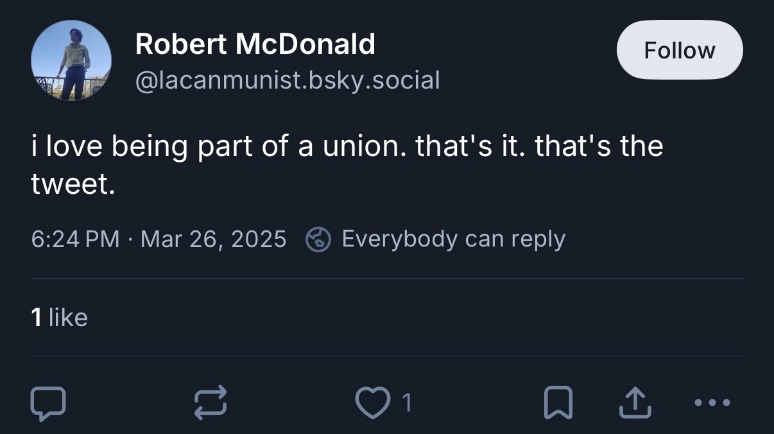 Robert McDonald
Follow
@lacanmunist.bsky.social
i love being part of a union. that's it. that's the
tweet.
6:24 PM · Mar 26, 2025 Everybody can reply
1 like
1